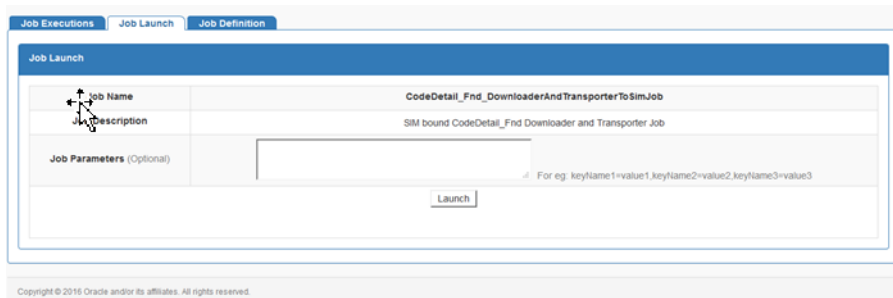 Job Executions Job Launch Job Definition
Job Launch
Job Name CodeDetail_Fnd_DownloaderAndTransporterToSimJob
Job Description SIM bound CodeDetail_Fnd Downloader and Transporter Job
Job Parameters (Optional) For eg: keyName1=value1,keyName2=value2,keyName3=value3
Launch
Copyright © 2016 Oracle and/or its affiliates. All rights reserved.